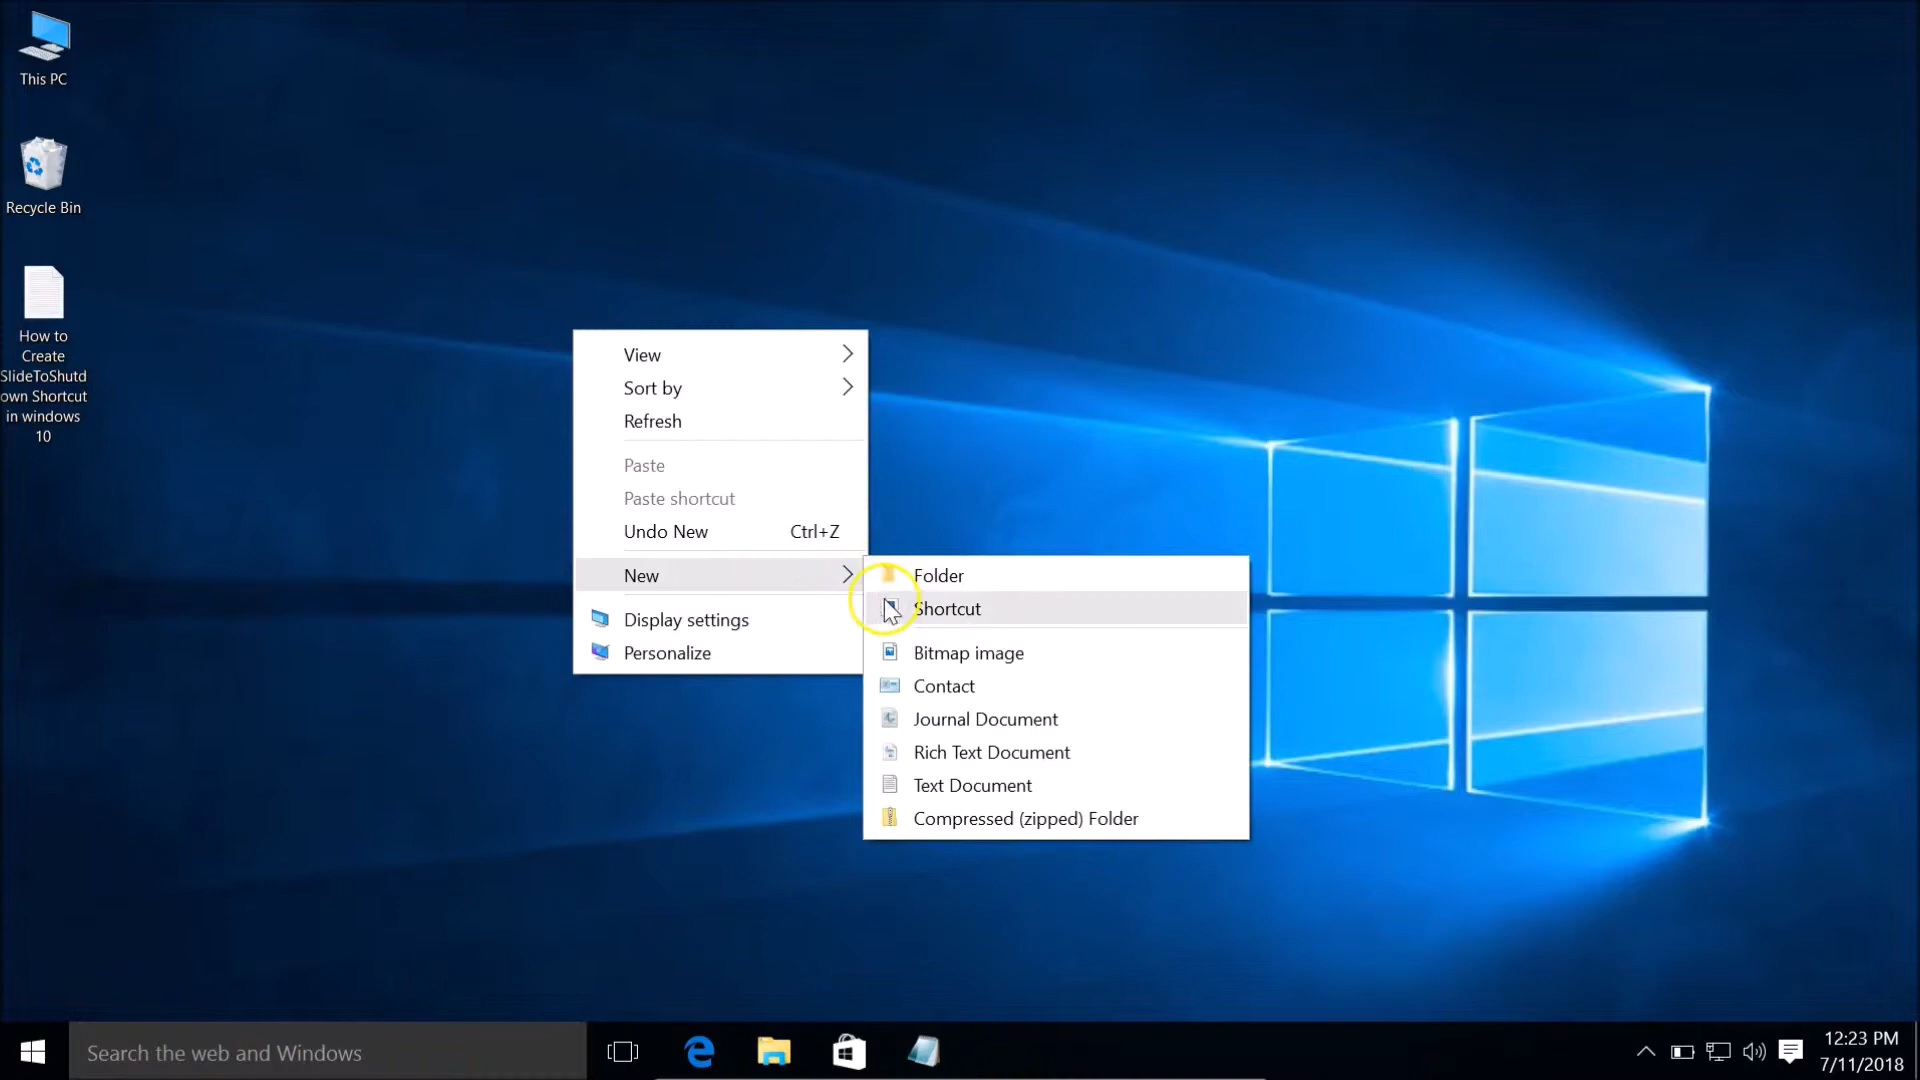 This PC
Recycle Bin
How to
Create
SlideToShutd
own Shortcut
in windows
10
View
Sort by
Refresh
Paste
Paste shortcut
Undo New Ctrl+Z
New
Display settings
Personalize
Folder
Shortcut
Bitmap image
Contact
Journal Document
Rich Text Document
Text Document
Compressed (zipped) Folder
Search the web and Windows
12:23 PM
7/11/2018